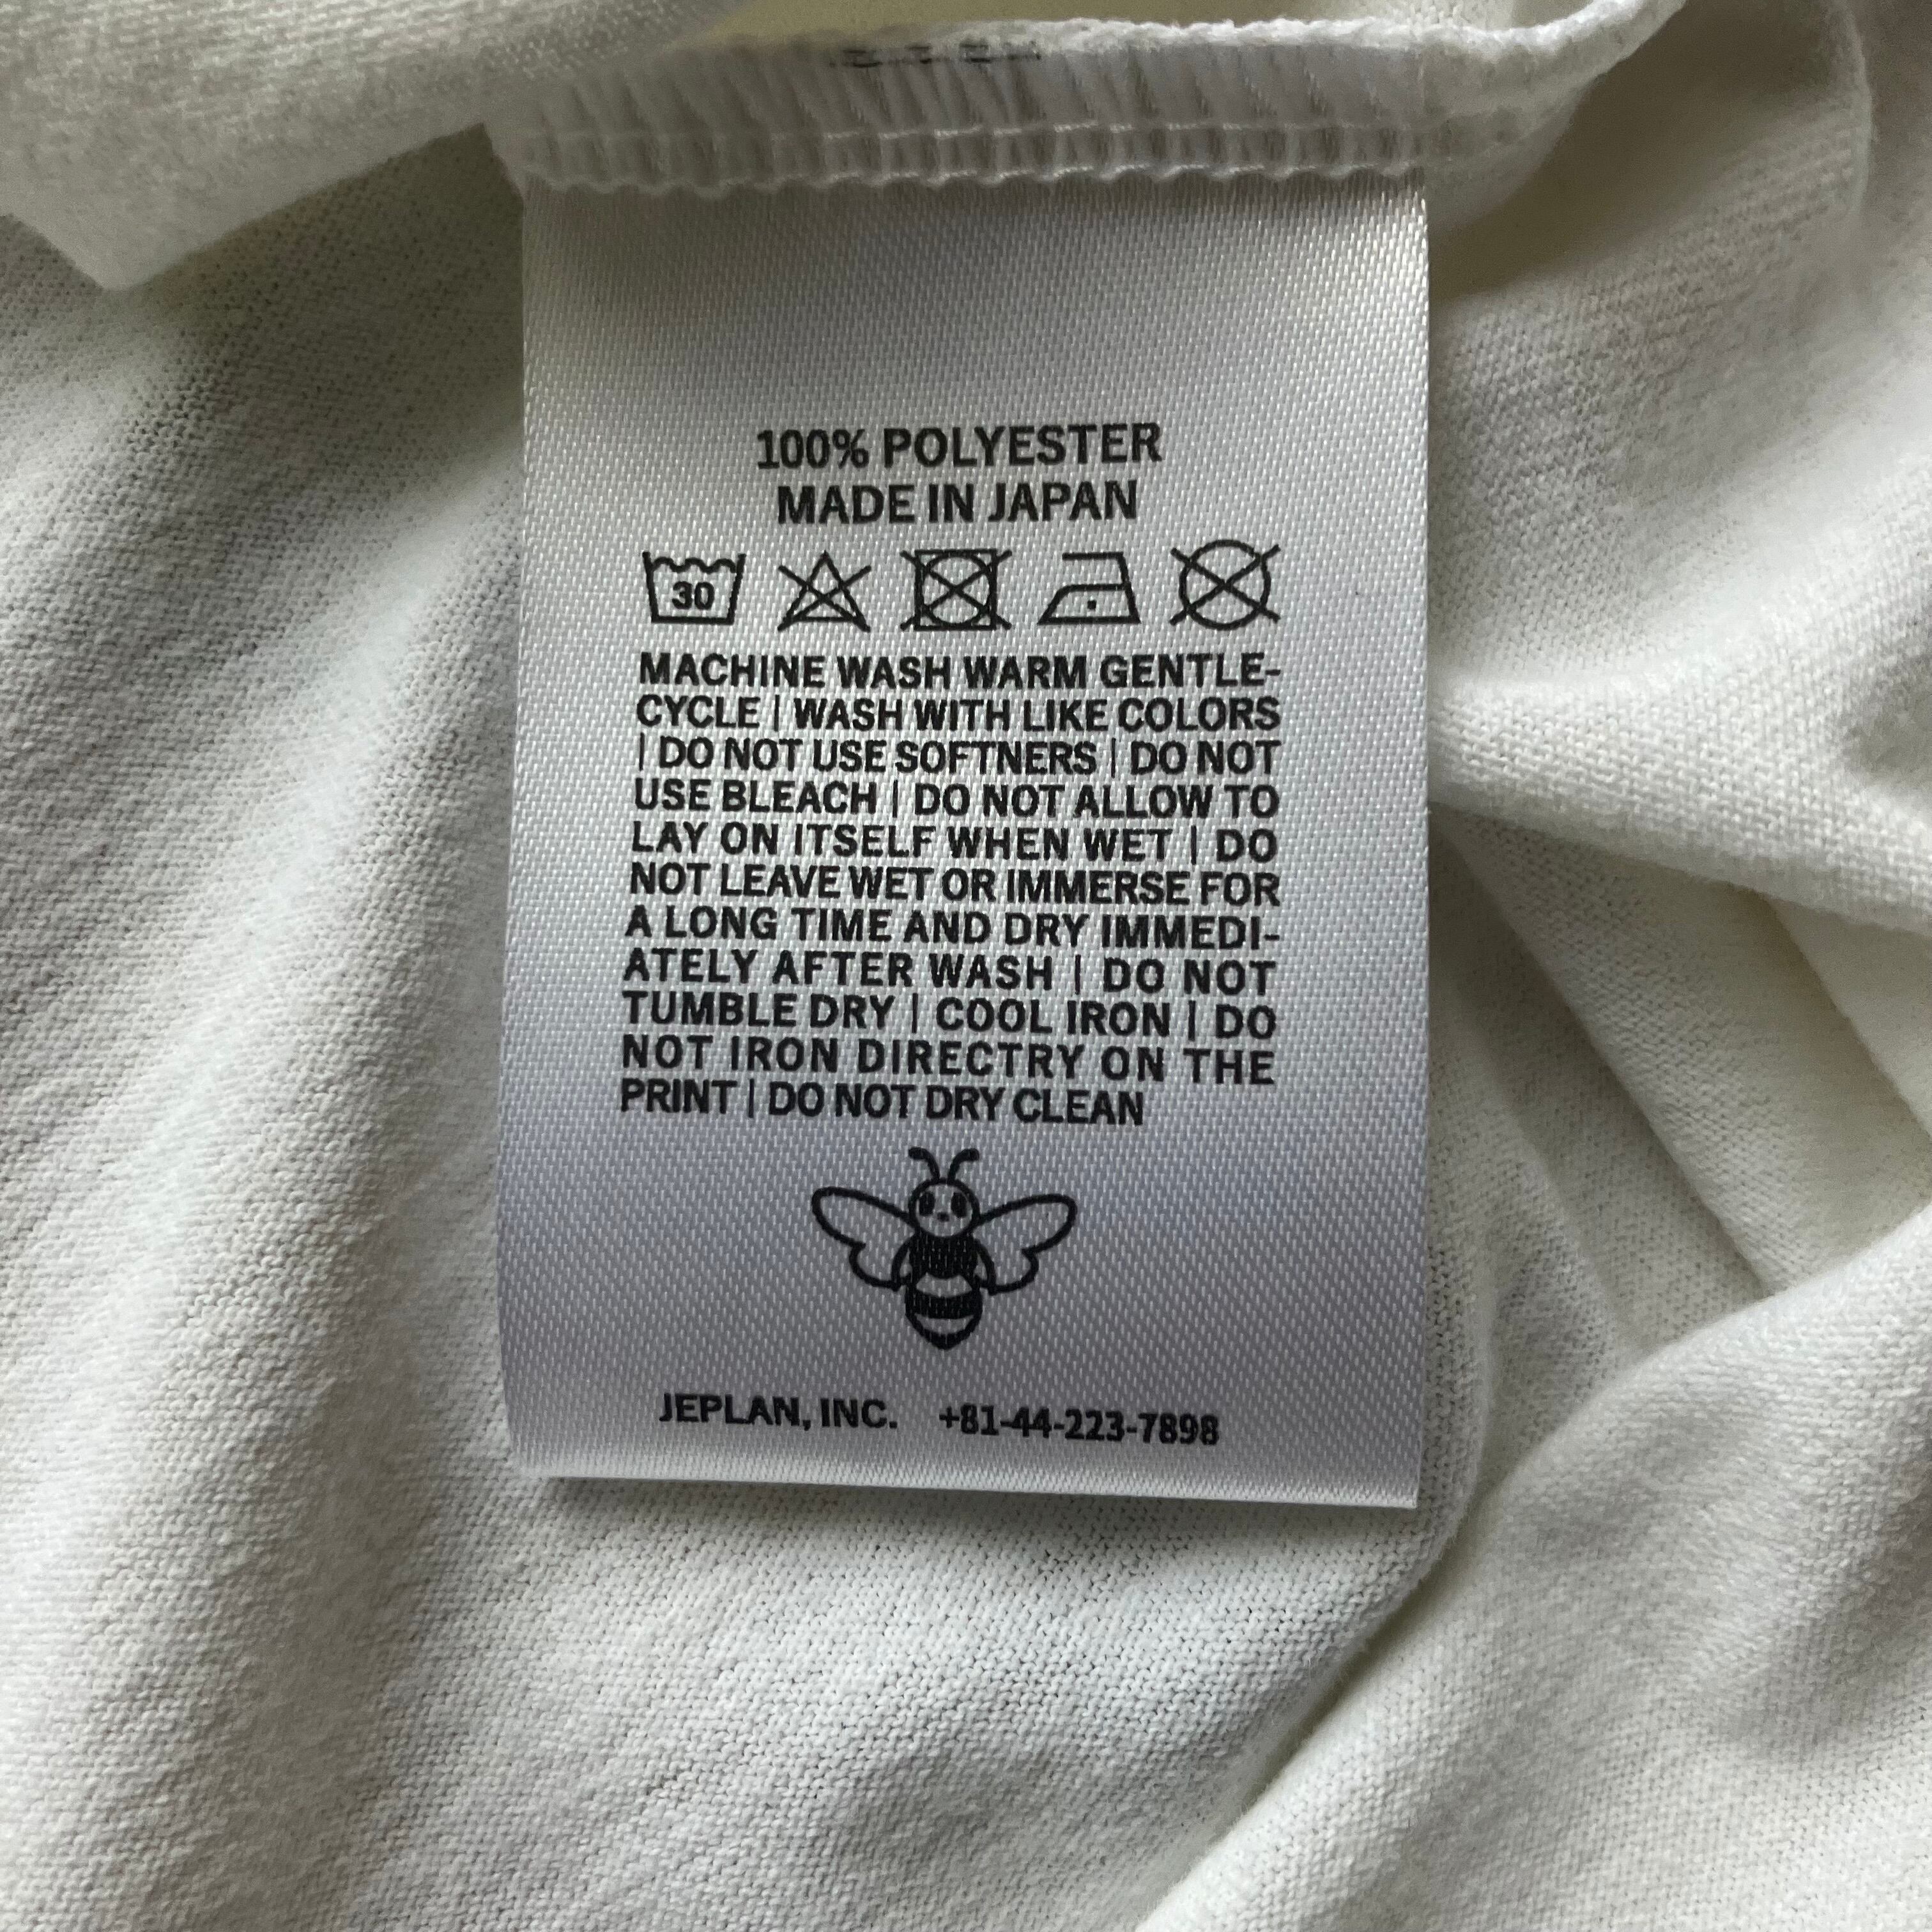 100% POLYESTER
MADE IN JAPAN
30
MACHINE WASH WARM GENTLE-
CYCLE | WASH WITH LIKE COLORS
| DO NOT USE SOFTNERS | DO NOT
USE BLEACH | DO NOT ALLOW TO
LAY ON ITSELF WHEN WET | DO
NOT LEAVE WET OR IMMERSE FOR
A LONG TIME AND DRY IMMEDI-
ATELY AFTER WASH | DO NOT
TUMBLE DRY | COOL IRON | DO
NOT IRON DIRECTRY ON THE
PRINT | DO NOT DRY CLEAN
JEPLAN, INC. +81-44-223-7898